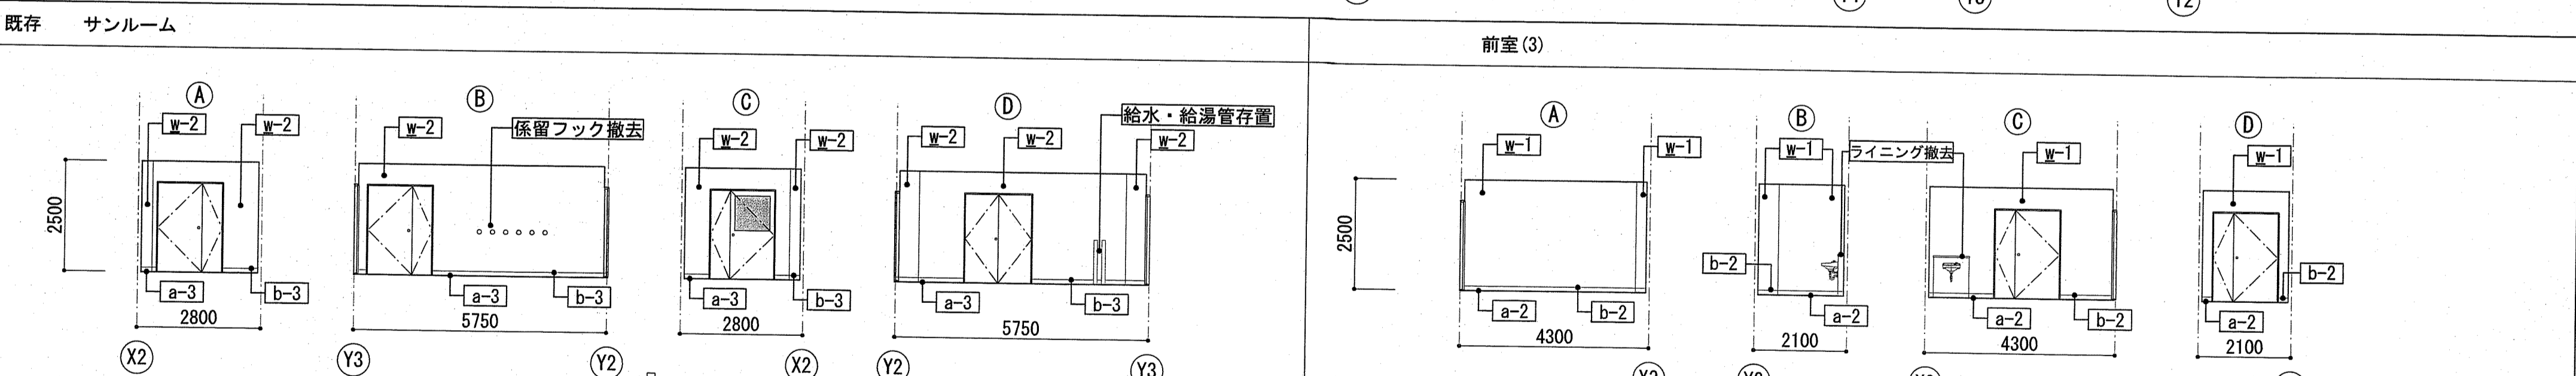 既存 サンルーム
前室(3)
A
w-2
w-2
2500
a-3
b-3
2800
X2
B
w-2
係留フック撤去
a-3
b-3
5750
Y3
Y2
C
w-2
w-2
a-3
b-3
2800
X2
D
w-2
w-2
給水・給湯管存置
w-2
a-3
b-3
5750
Y2
Y3
A
w-1
w-1
2500
a-2
b-2
4300
B
w-1
ライニング撤去
b-2
a-2
2100
C
w-1
a-2
b-2
4300
D
w-1
b-2
a-2
2100